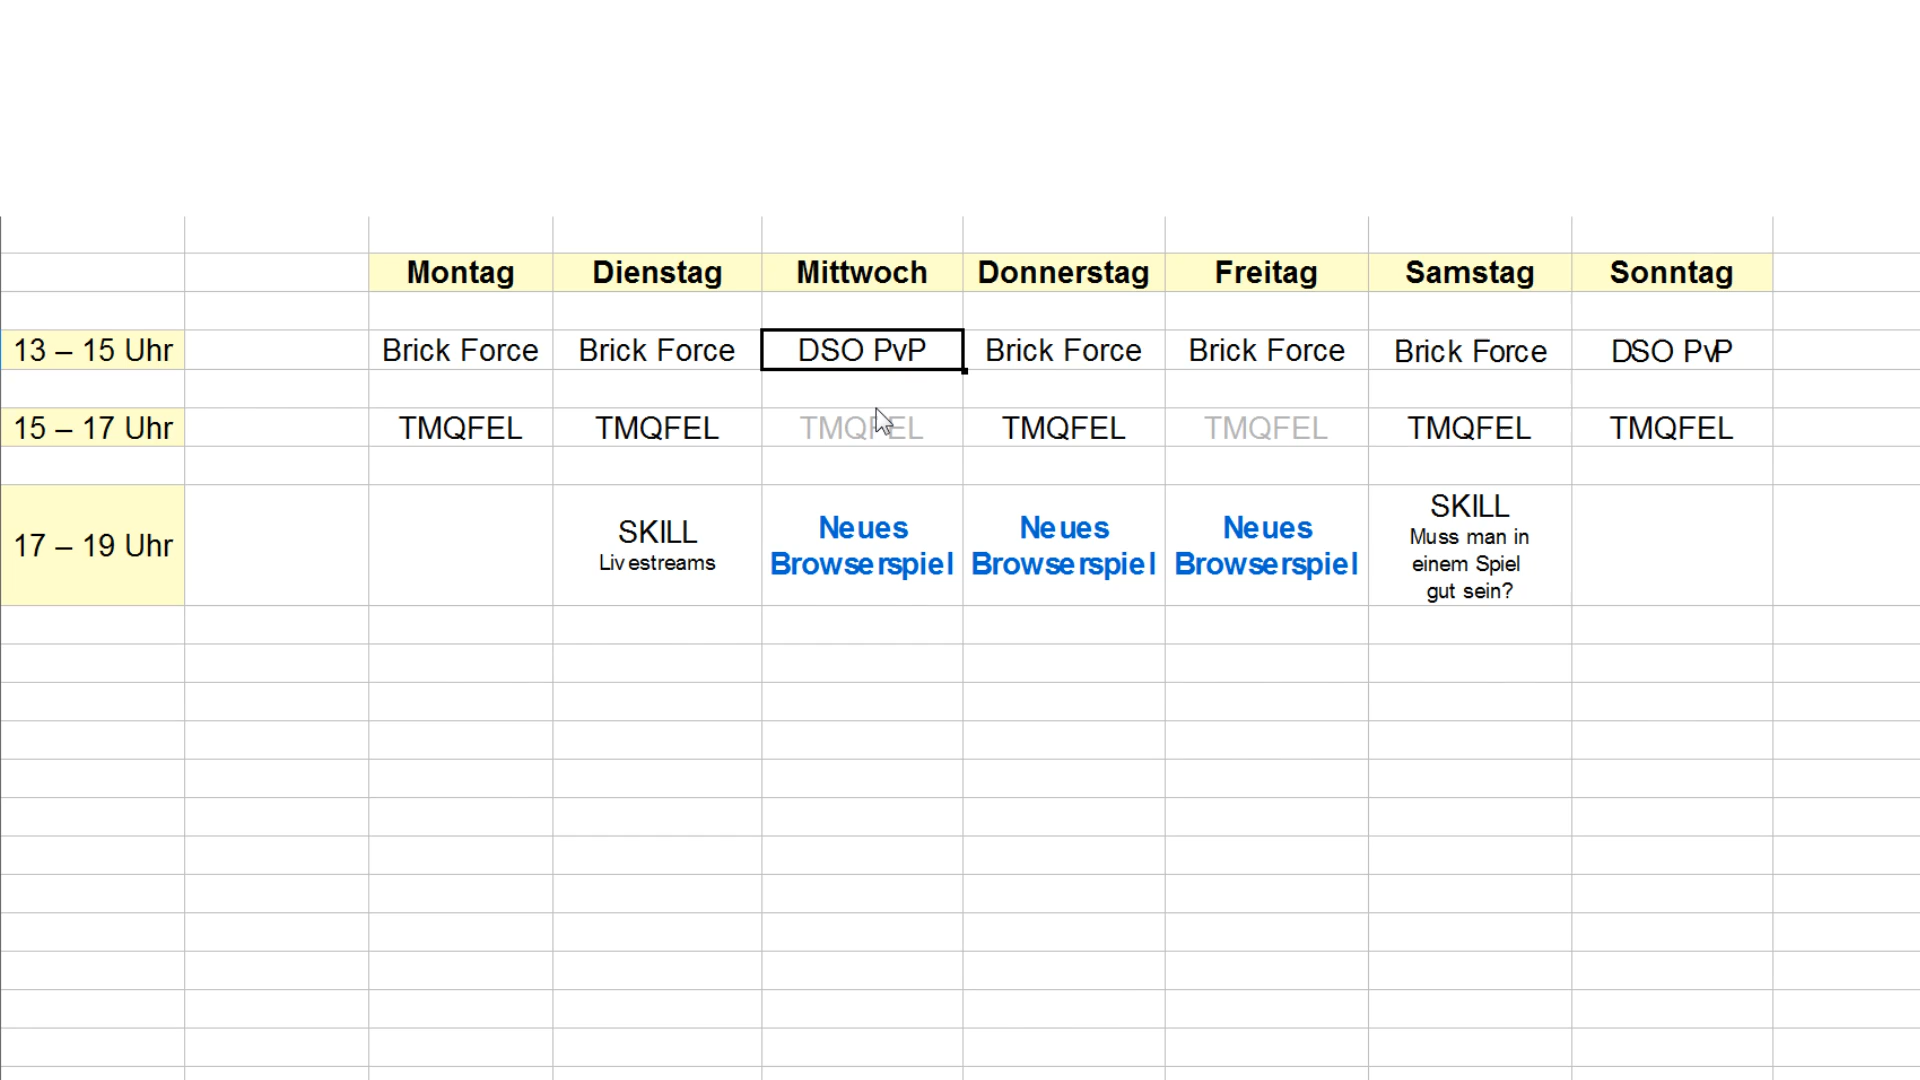 Montag Dienstag Mittwoch Donnerstag Freitag Samstag Sonntag
13 – 15 Uhr Brick Force Brick Force DSO PvP Brick Force Brick Force Brick Force DSO PvP
15 – 17 Uhr TMQFEL TMQFEL TMQFEL TMQFEL TMQFEL TMQFEL TMQFEL
17 – 19 Uhr
SKILL
Livestreams
Neues
Browserspiel
Neues
Browserspiel
Neues
Browserspiel
SKILL
Muss man in
einem Spiel
gut sein?